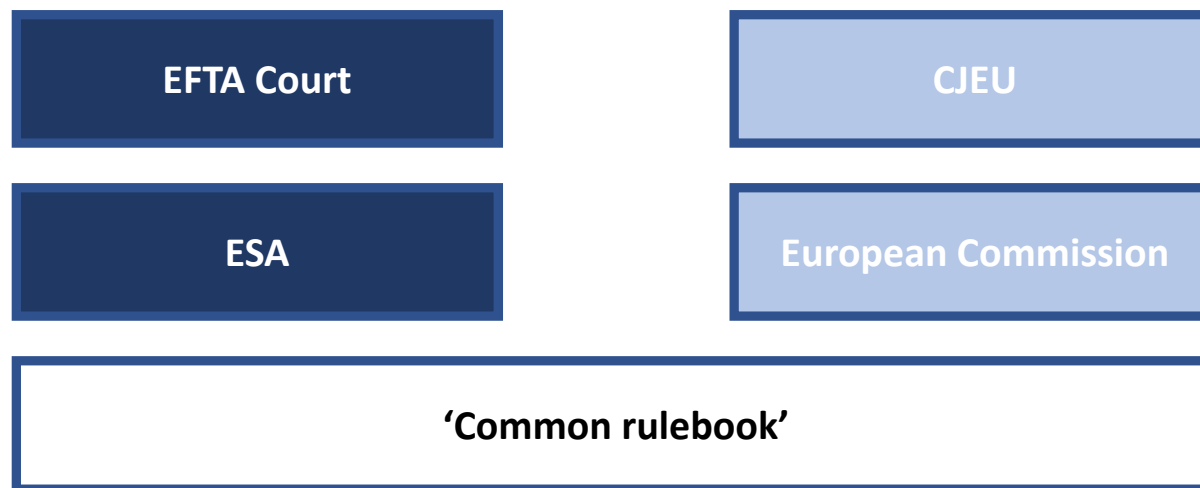 EFTA Court
CJEU
ESA
European Commission
‘Common rulebook’